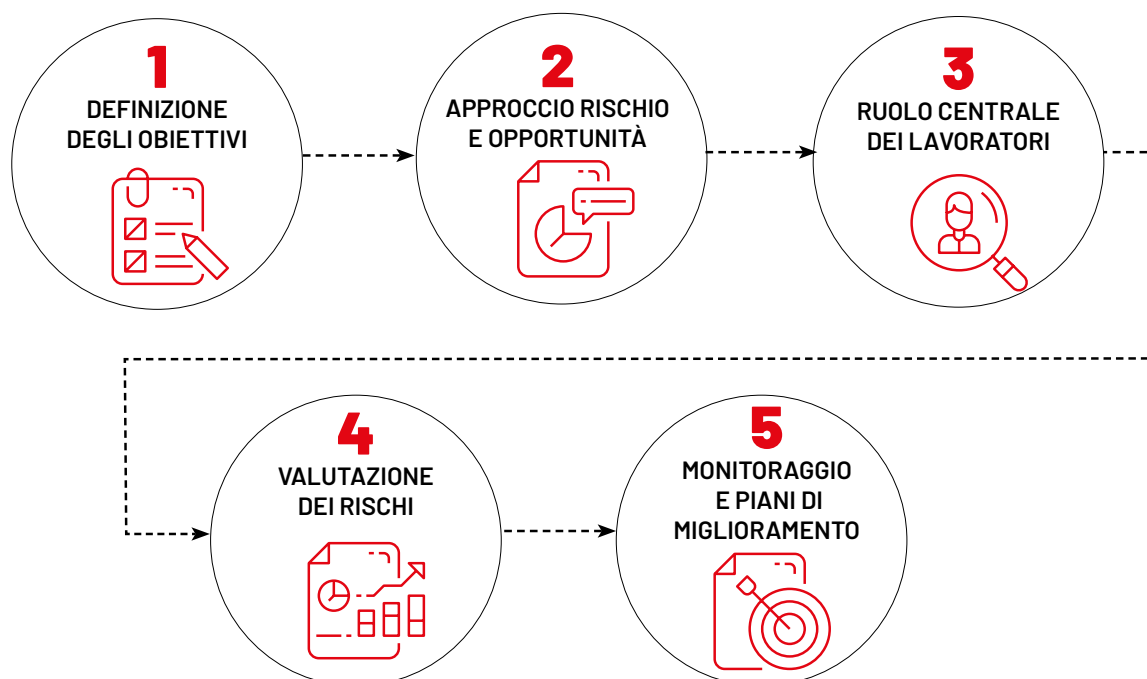 1
DEFINIZIONE
DEGLI OBIETTIVI
2
APPROCCIO RISCHIO
E OPPORTUNITÀ
3
RUOLO CENTRALE
DEI LAVORATORI
4
VALUTAZIONE
DEI RISCHI
5
MONITORAGGIO
E PIANI DI
MIGLIORAMENTO